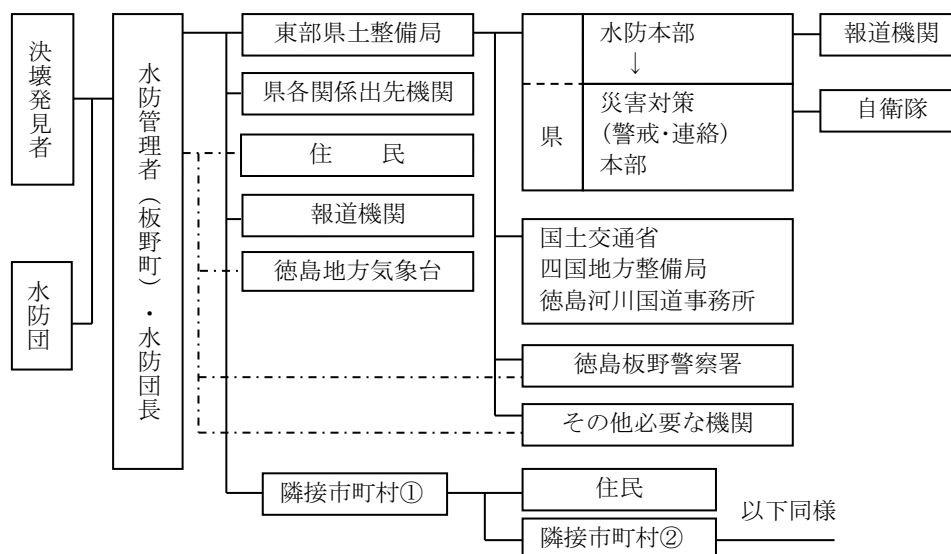 決壊発見者
水防団
水防管理者（板野町）・水防団長
東部県土整備局
県各関係出先機関
住　　民
報道機関
徳島地方気象台
隣接市町村①
県
水防本部
↓
災害対策
(警戒・連絡)
本部
報道機関
自衛隊
国土交通省
四国地方整備局
徳島河川国道事務所
徳島板野警察署
その他必要な機関
住民
隣接市町村②
以下同様